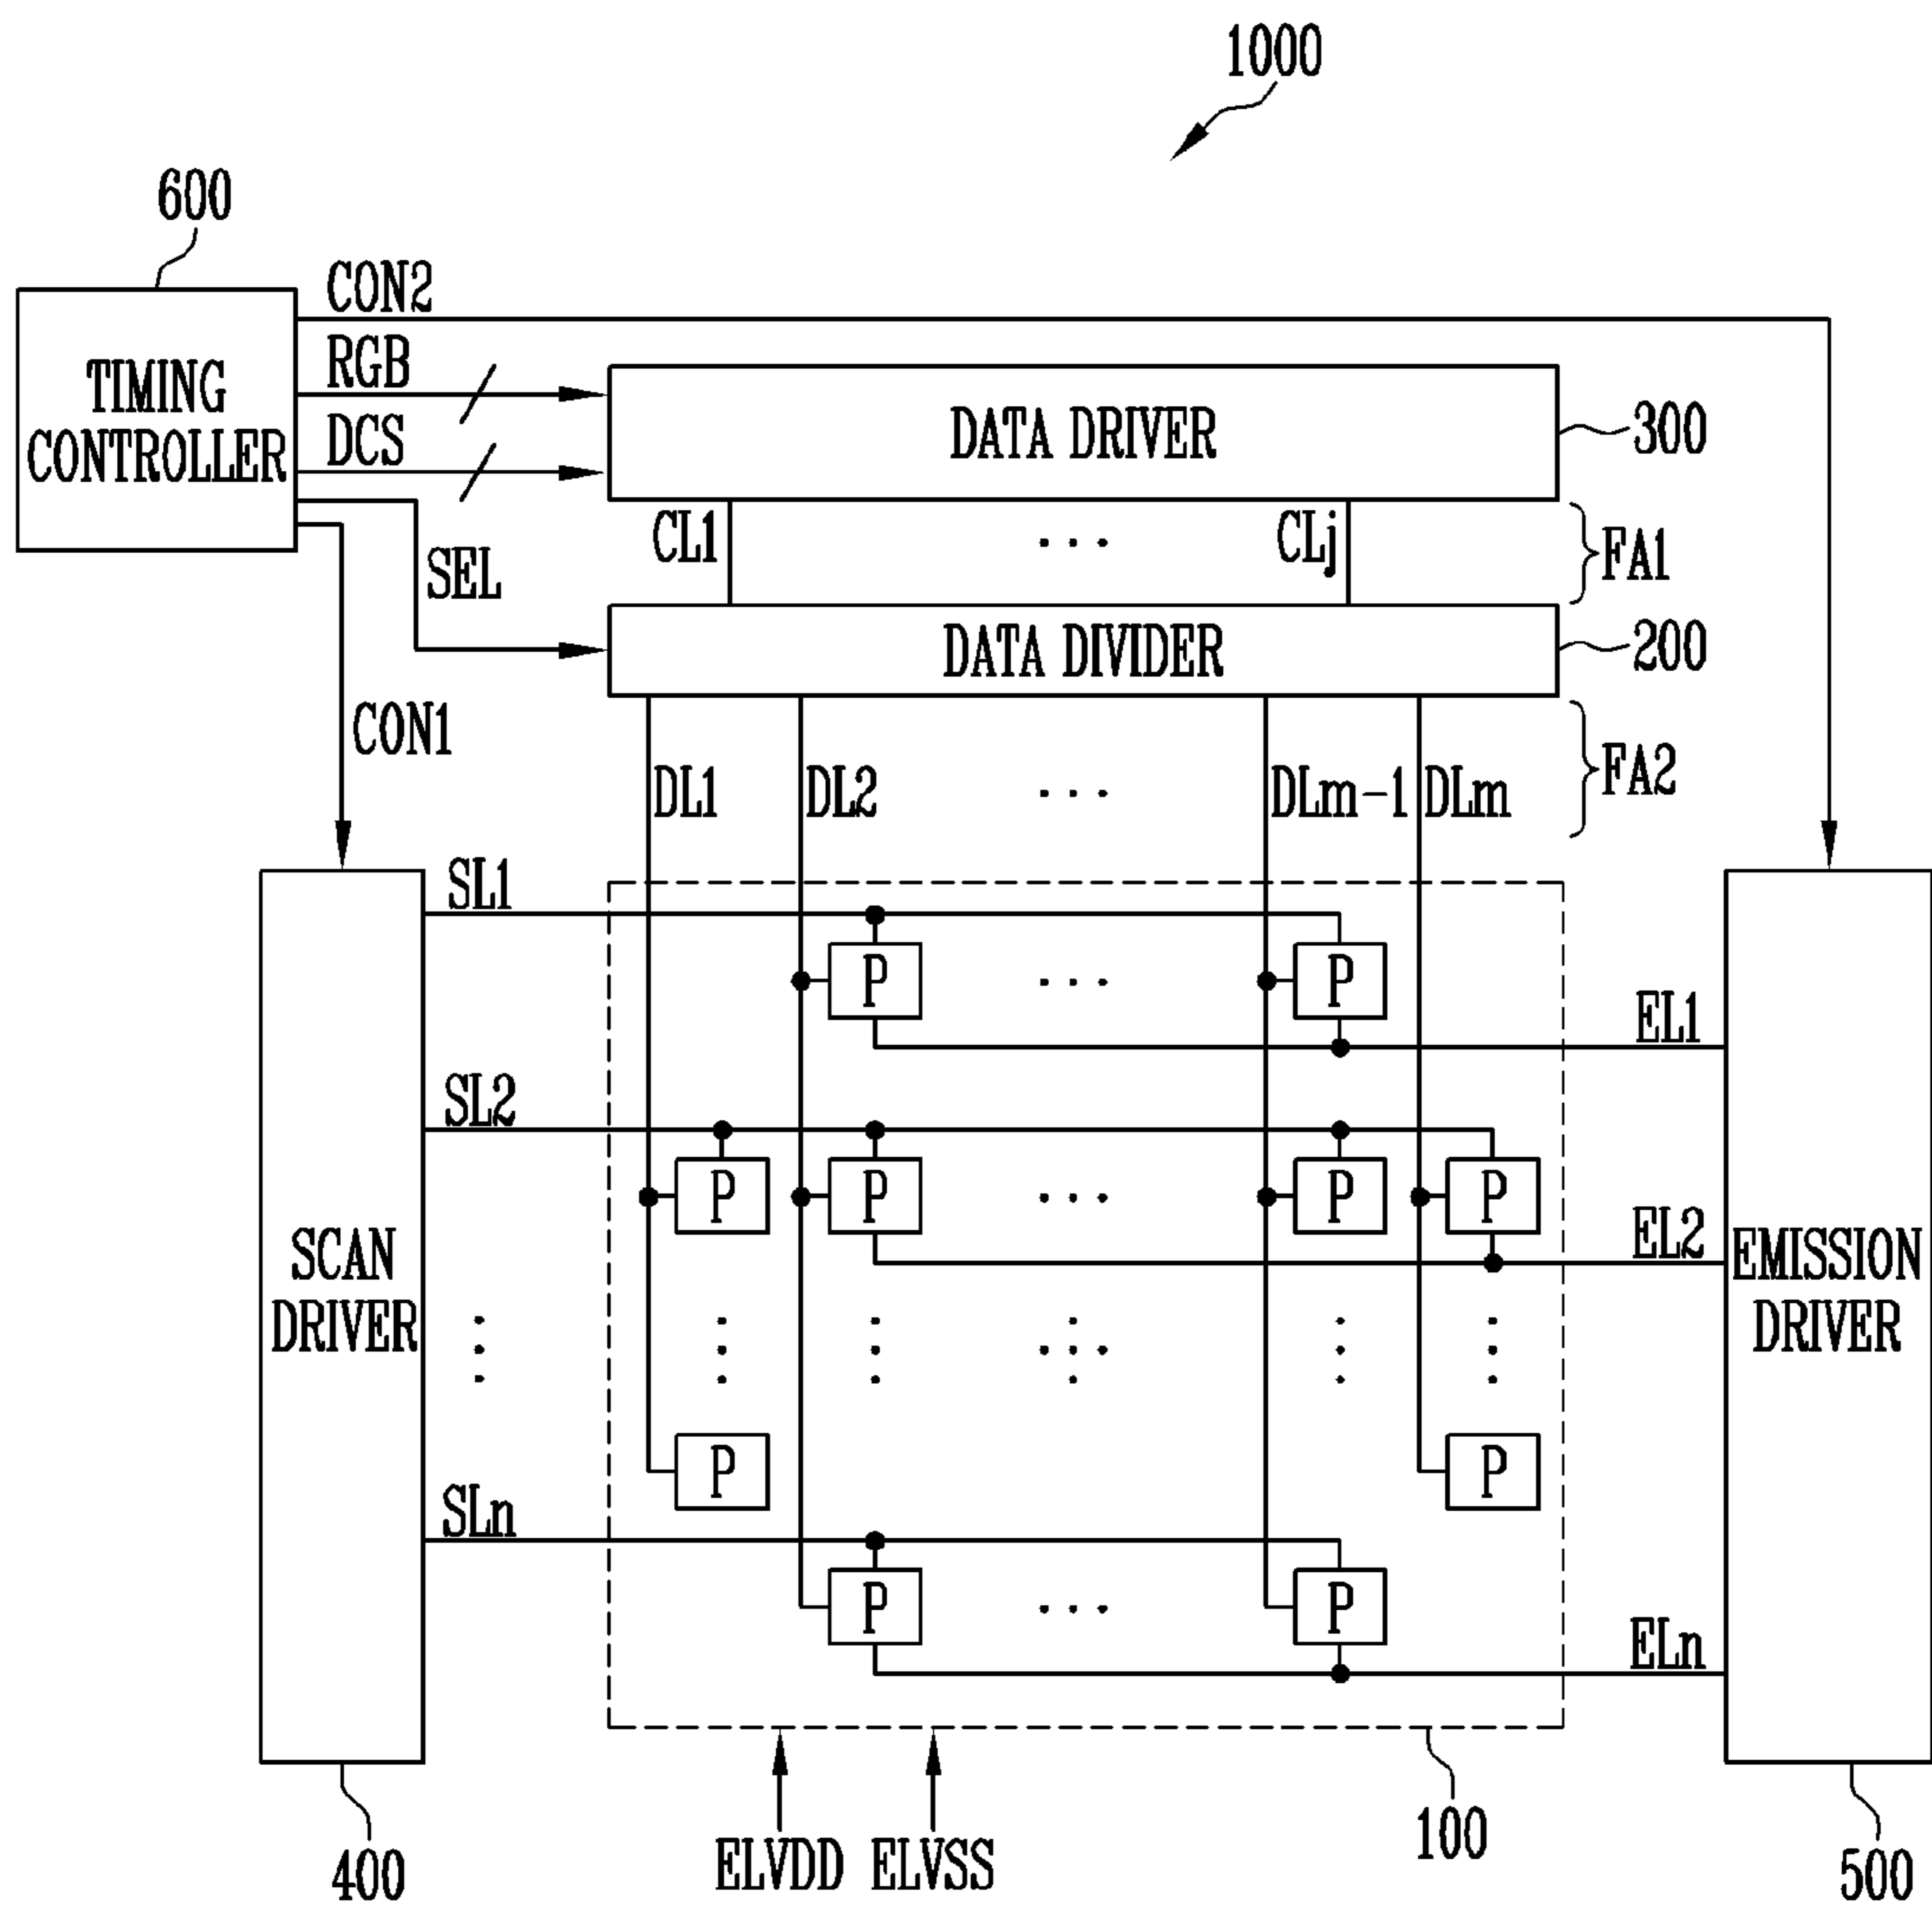 1000
600
CON2
RGB
DCS
TIMING
CONTROLLER
DATA DRIVER
300
CL1
...
CLj
FA1
SEL
DATA DIVIDER
200
CON1
DL1
DL2
...
DLm-1
DLm
FA2
SL1
P
...
P
EL1
SL2
P
P
...
P
P
EL2
SCAN
DRIVER
EMISSION
DRIVER
P
P
SLn
P
...
P
ELn
ELVDD
ELVSS
100
400
500